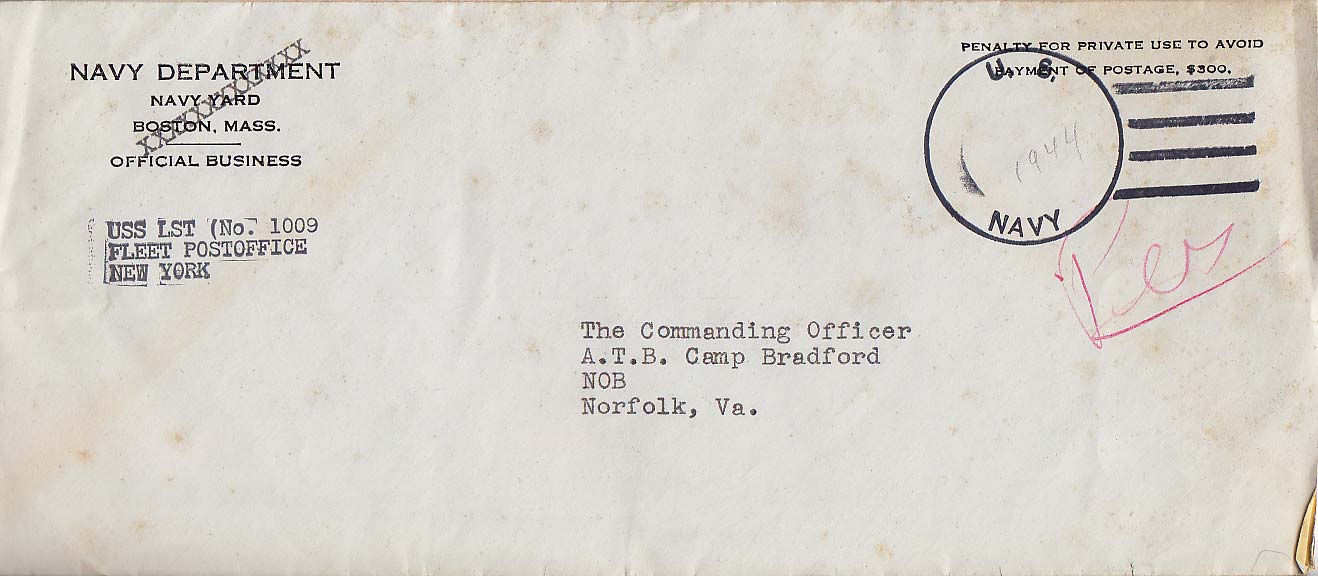 NAVY DEPARTMENT
NAVY YARD
BOSTON, MASS.
XXXXXXXXXXXXXXX
OFFICIAL BUSINESS
USS LST (No. 1009
FLEET POSTOFFICE
NEW YORK
PENALTY FOR PRIVATE USE TO AVOID
PAYMENT OF POSTAGE, $300.
U. S.
1944
NAVY
The Commanding Officer
A.T.B. Camp Bradford
NOB
Norfolk, Va.